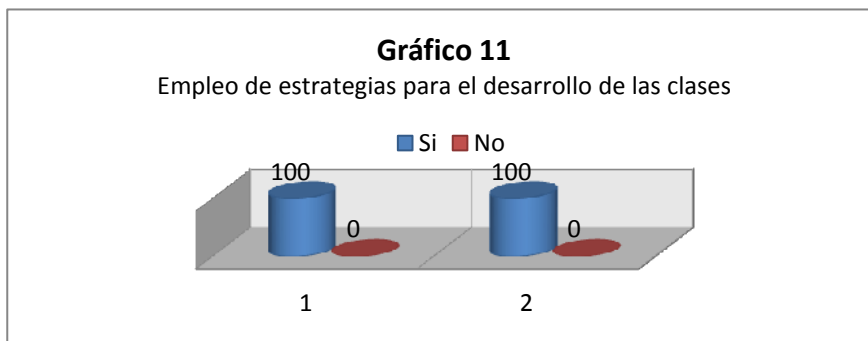 Gráfico 11
Empleo de estrategias para el desarrollo de las clases
Si No
100 100
0 0
1 2